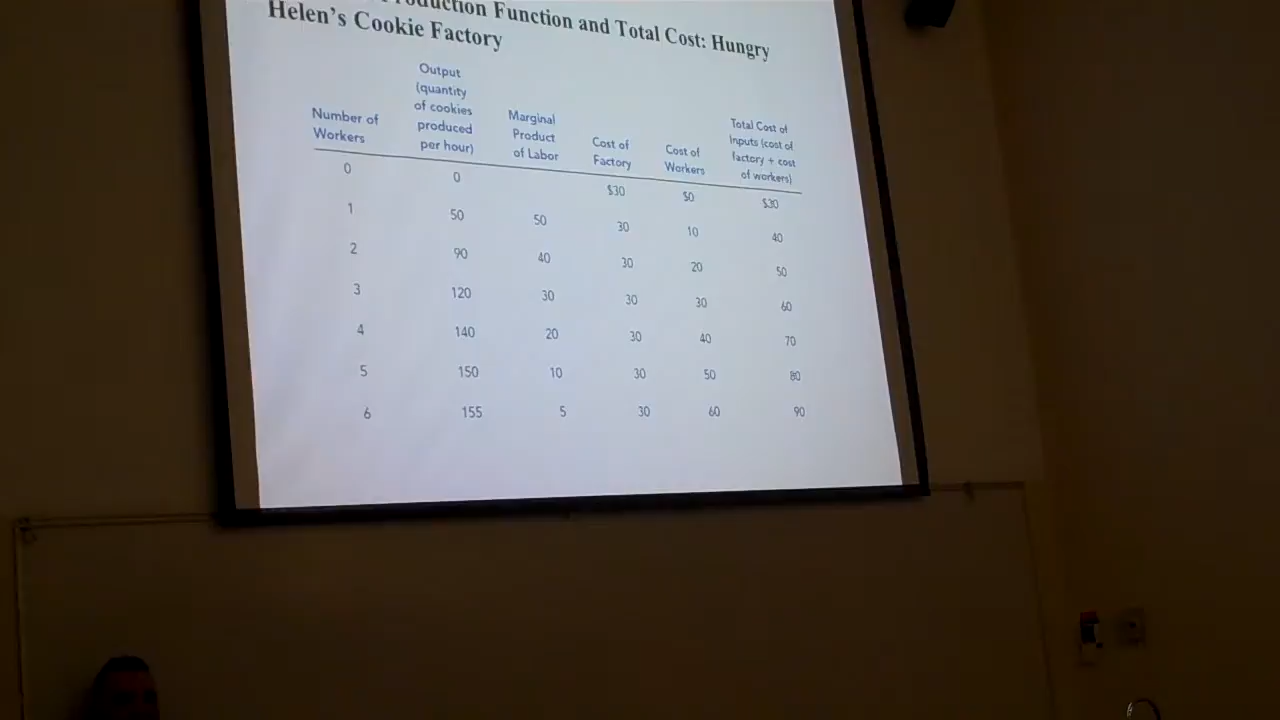 Production Function and Total Cost: Hungry
Helen's Cookie Factory
Number of
Workers
Output
(quantity
of cookies
produced
per hour)
Marginal
Product
of Labor
Cost of
Factory
Cost of
Workers
Total Cost of
Inputs (cost of
factory + cost
of workers)
0 0 $30 $0 $30
1 50 50 30 10 40
2 90 40 30 20 50
3 120 30 30 30 60
4 140 20 30 40 70
5 150 10 30 50 80
6 155 5 30 60 90